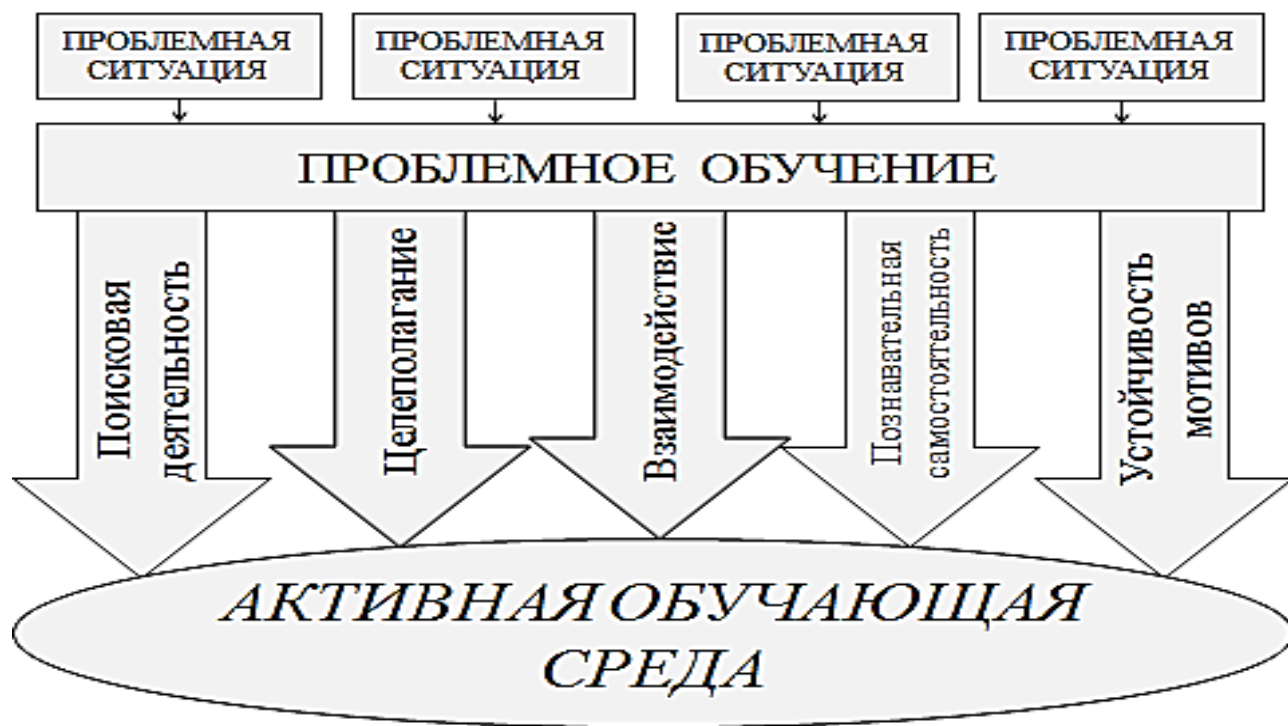 ПРОБЛЕМНАЯ
СИТУАЦИЯ
ПРОБЛЕМНАЯ
СИТУАЦИЯ
ПРОБЛЕМНАЯ
СИТУАЦИЯ
ПРОБЛЕМНАЯ
СИТУАЦИЯ
ПРОБЛЕМНОЕ ОБУЧЕНИЕ
Поисковая
деятельность
Целеполагание
Взаимодействие
Познавательная
самостоятельность
Устойчивость
мотивов
АКТИВНАЯ ОБУЧАЮЩАЯ
СРЕДА